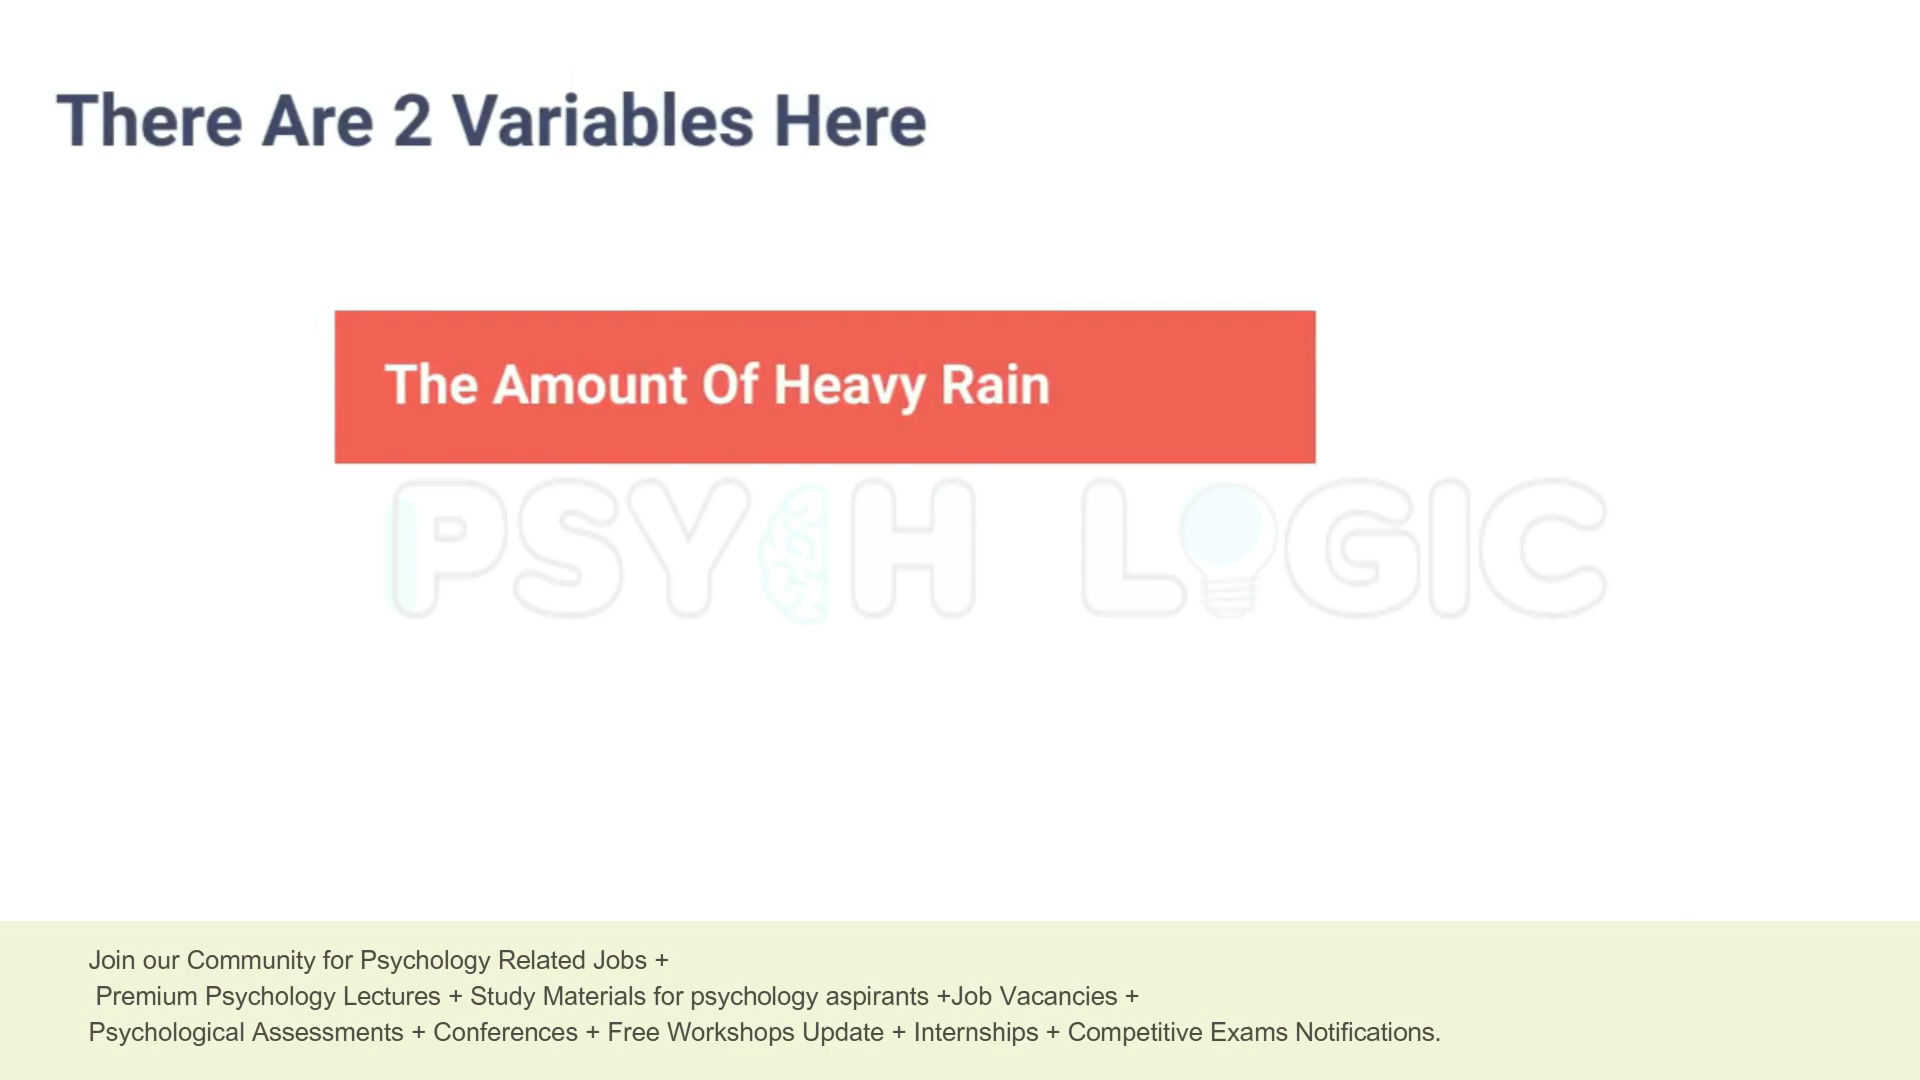 There Are 2 Variables Here
The Amount Of Heavy Rain
PSYCH LOGIC
Join our Community for Psychology Related Jobs +
Premium Psychology Lectures + Study Materials for psychology aspirants +Job Vacancies +
Psychological Assessments + Conferences + Free Workshops Update + Internships + Competitive Exams Notifications.